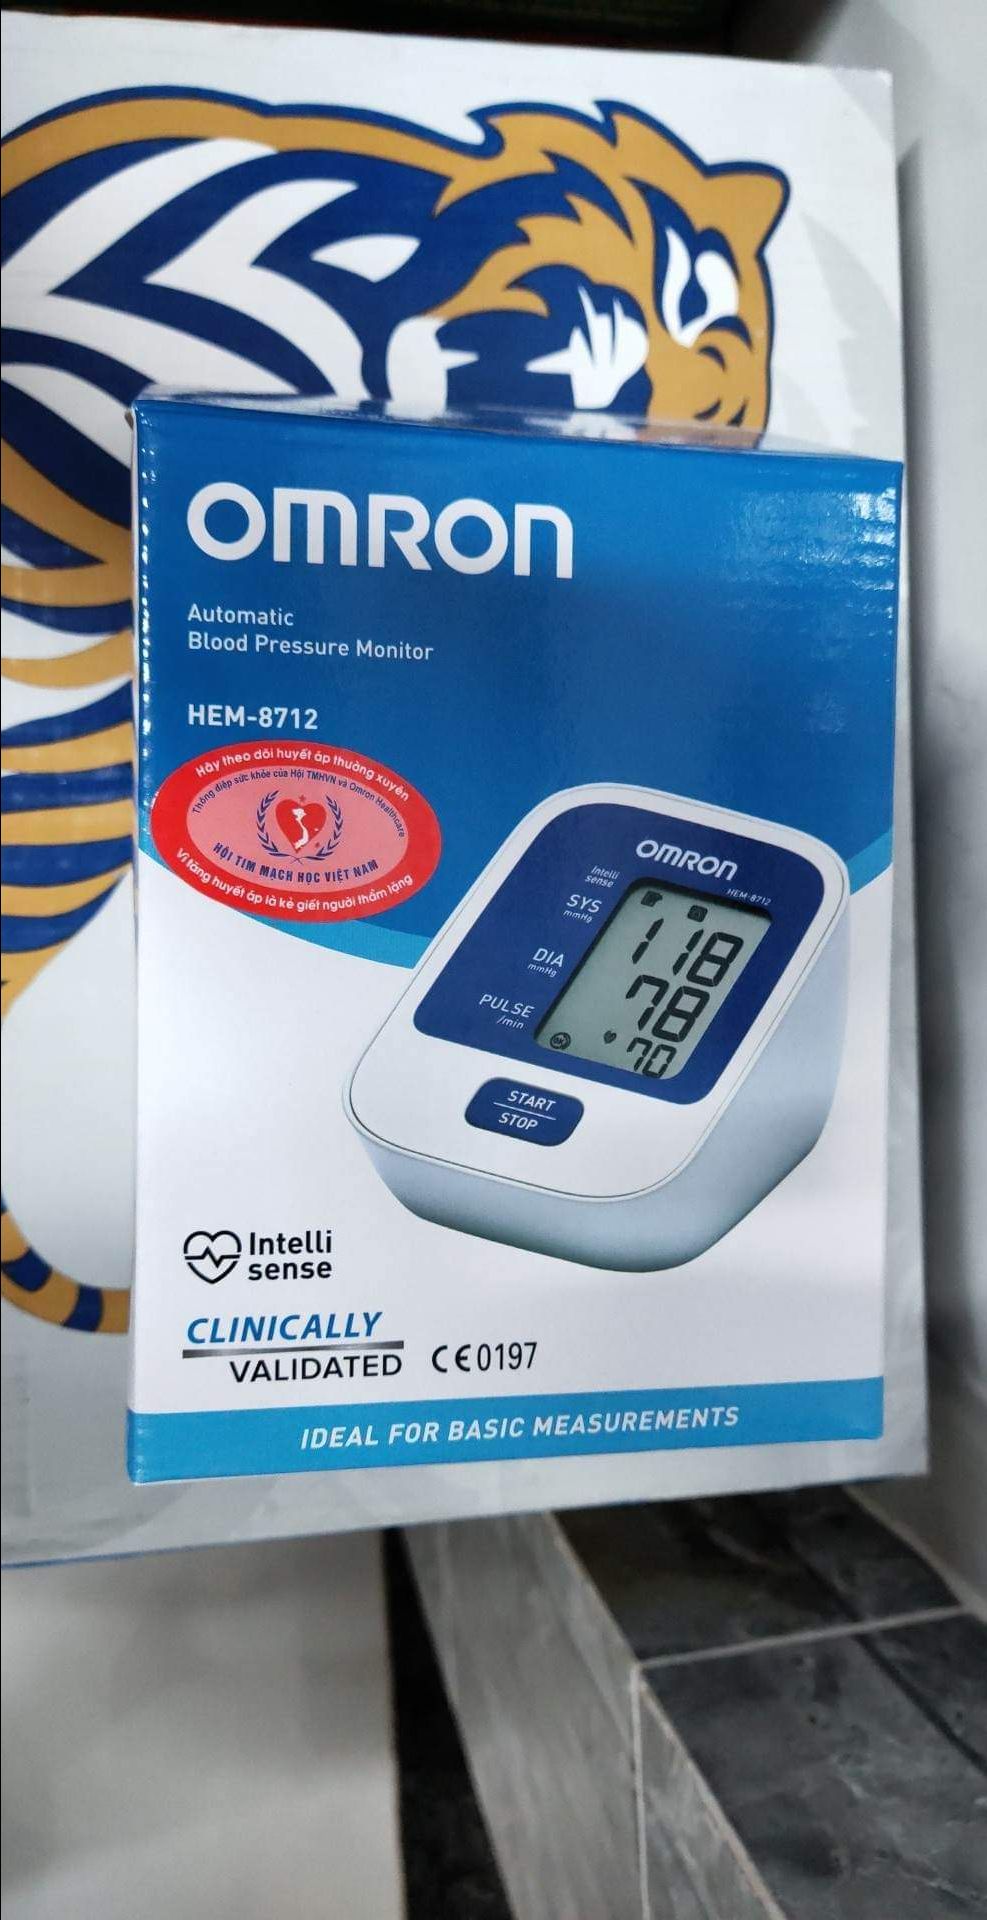 OMRON
Automatic
Blood Pressure Monitor
HEM-8712
Hãy theo dõi huyết áp thường xuyên
Thông điệp sức khỏe của Hội TMHVN và Omron Healthcare
HỘI TIM MẠCH HỌC VIỆT NAM
Vì tăng huyết áp là kẻ giết người thầm lặng
OMRON
HEM-8712
Intelli
sense
SYS
mmHg
118
DIA
mmHg
78
PULSE
/min
OK
70
START
STOP
Intelli
sense
CLINICALLY
VALIDATED
CE0197
IDEAL FOR BASIC MEASUREMENTS